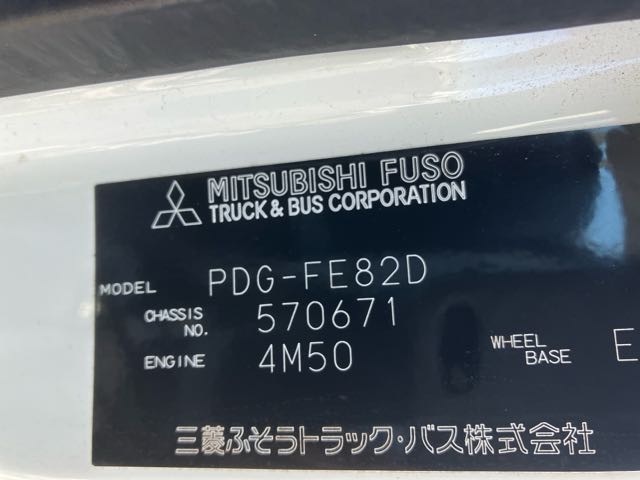 MITSUBISHI FUSO
TRUCK & BUS CORPORATION
MODEL PDG-FE82D
CHASSIS NO. 570671
ENGINE 4M50 WHEEL BASE E
三菱ふそうトラック・バス株式会社